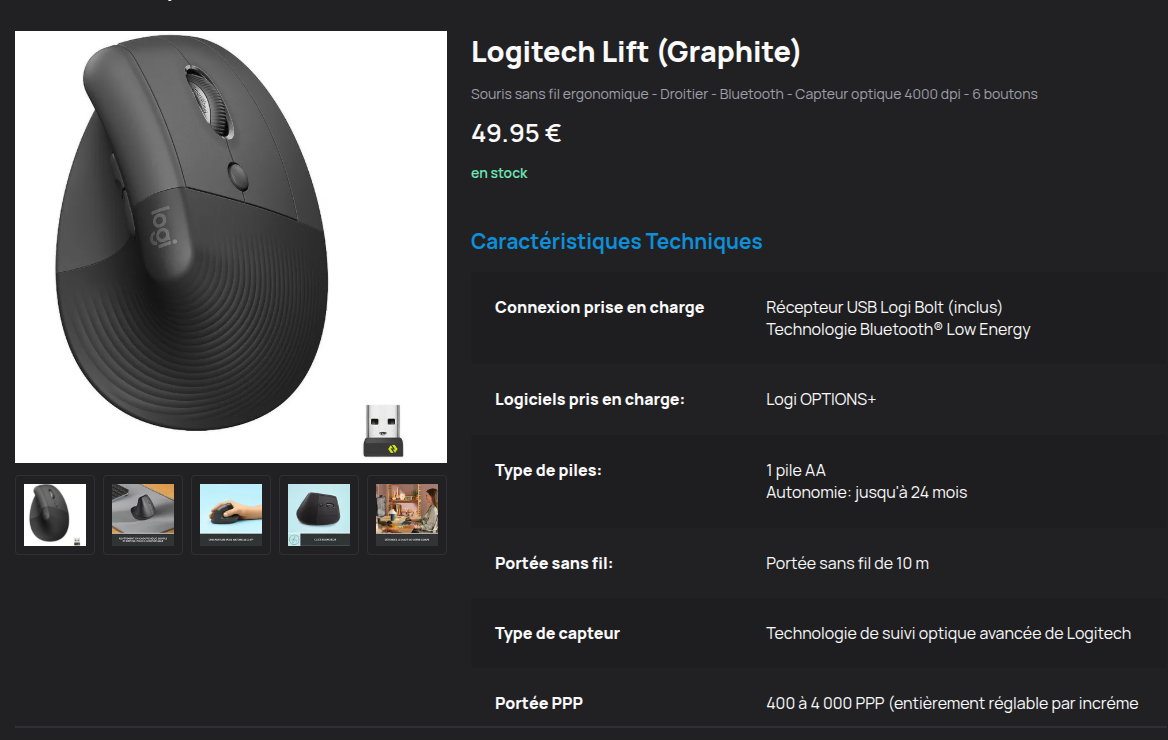 Logitech Lift (Graphite)
Souris sans fil ergonomique - Droitier - Bluetooth - Capteur optique 4000 dpi - 6 boutons
49.95 €
en stock
logi
Caractéristiques Techniques
Connexion prise en charge
Récepteur USB Logi Bolt (inclus)
Technologie Bluetooth® Low Energy
Logiciels pris en charge:
Logi OPTIONS+
Type de piles:
1 pile AA
Autonomie: jusqu'à 24 mois
Portée sans fil:
Portée sans fil de 10 m
Type de capteur
Technologie de suivi optique avancée de Logitech
Portée PPP
400 à 4 000 PPP (entièrement réglable par incréme